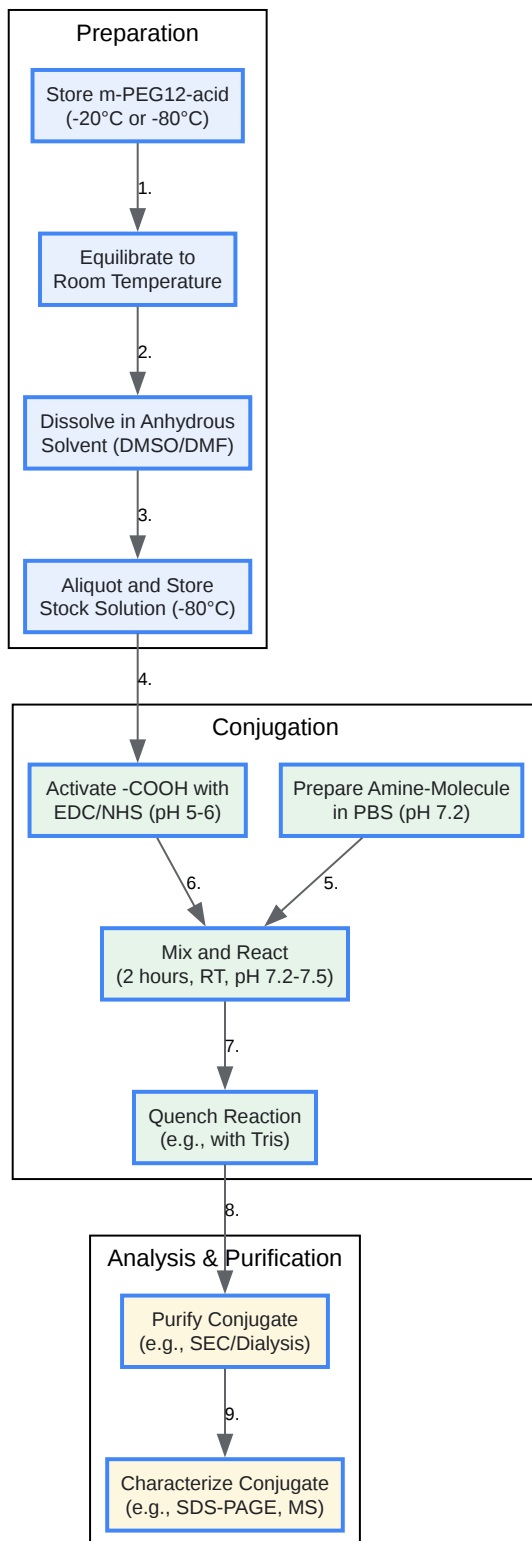 Preparation
Store m-PEG12-acid
(-20°C or -80°C)
1.
Equilibrate to
Room Temperature
2.
Dissolve in Anhydrous
Solvent (DMSO/DMF)
3.
Aliquot and Store
Stock Solution (-80°C)
4.
Conjugation
Activate -COOH with
EDC/NHS (pH 5-6)
Prepare Amine-Molecule
in PBS (pH 7.2)
6.
5.
Mix and React
(2 hours, RT, pH 7.2-7.5)
7.
Quench Reaction
(e.g., with Tris)
8.
Analysis & Purification
Purify Conjugate
(e.g., SEC/Dialysis)
9.
Characterize Conjugate
(e.g., SDS-PAGE, MS)